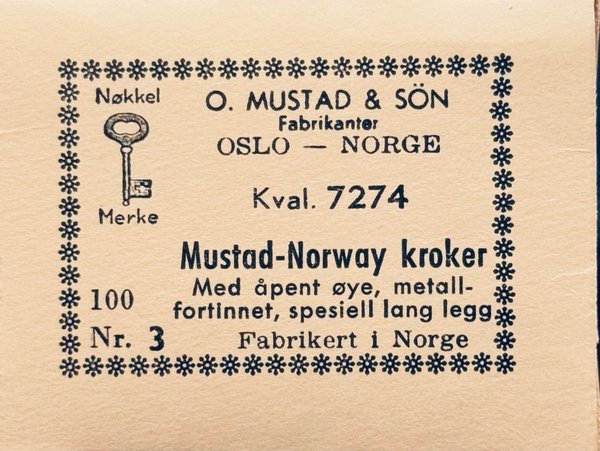 Nøkkel
Merke
O. MUSTAD & SÖN
Fabrikanter
OSLO — NORGE
Kval. 7274
Mustad-Norway kroker
Med åpent øye, metall-
fortinnet, spesiell lang legg
100
Nr. 3
Fabrikert i Norge